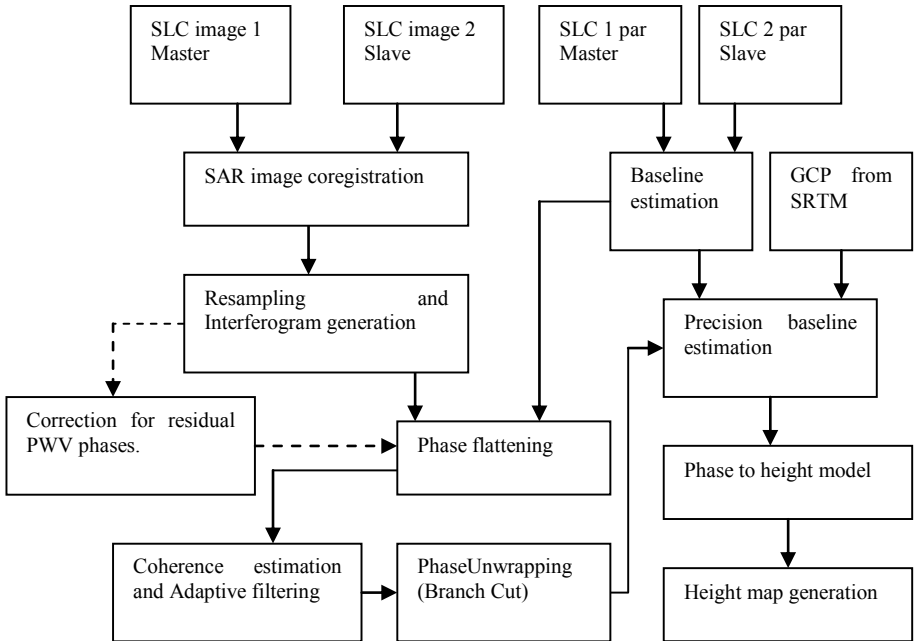 SLC image 1
Master
SLC image 2
Slave
SLC 1 par
Master
SLC 2 par
Slave
SAR image coregistration
Baseline
estimation
GCP from
SRTM
Resampling and
Interferogram generation
Precision baseline
estimation
Correction for residual
PWV phases.
Phase flattening
Phase to height model
Coherence estimation
and Adaptive filtering
PhaseUnwrapping
(Branch Cut)
Height map generation